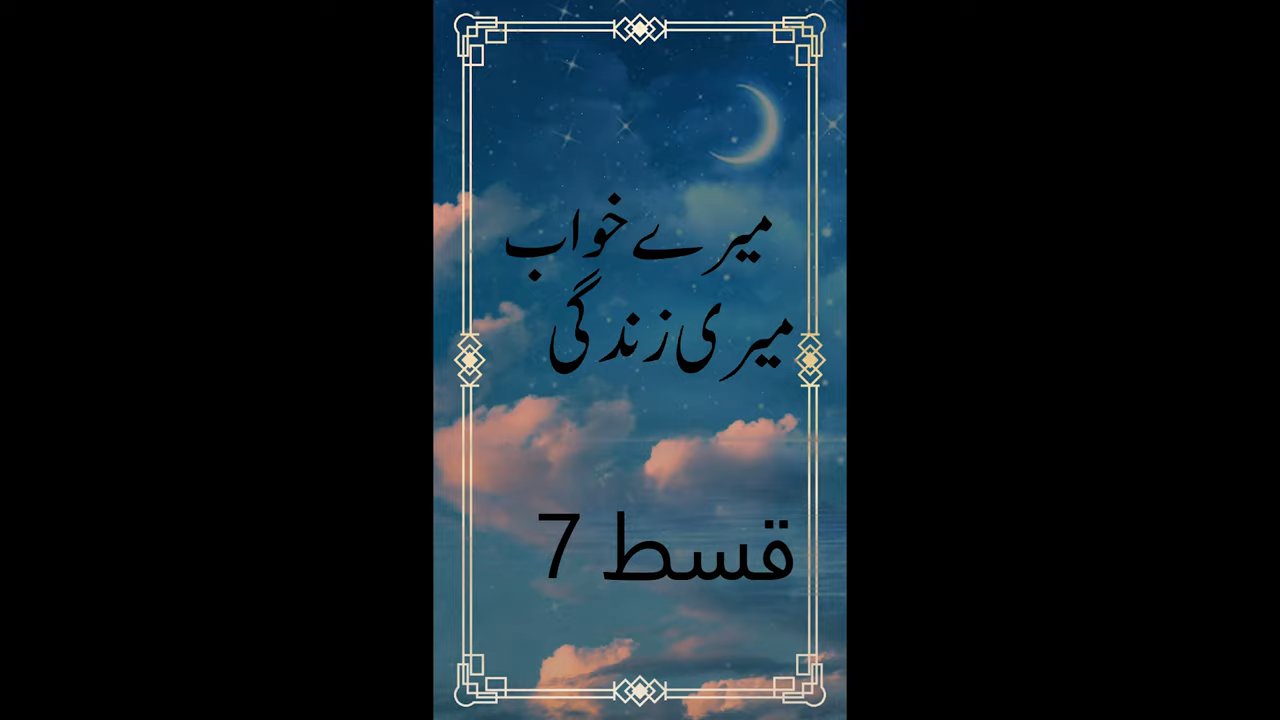 میرے خواب
میری زندگی
قسط 7